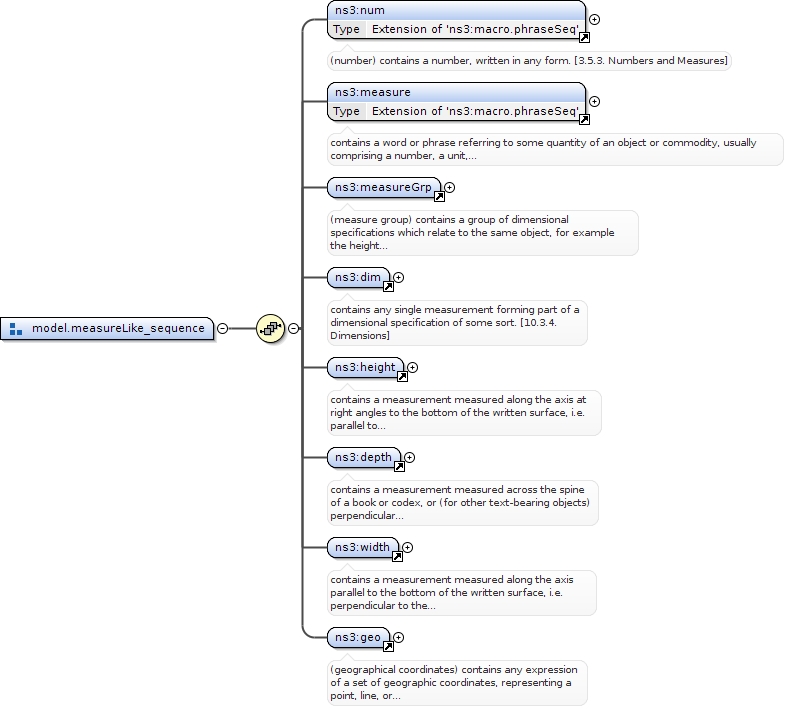 ns3:num
Type Extension of 'ns3:macro.phraseSeq'
(number) contains a number, written in any form. [3.5.3. Numbers and Measures]
ns3:measure
Type Extension of 'ns3:macro.phraseSeq'
contains a word or phrase referring to some quantity of an object or commodity, usually
comprising a number, a unit,...
ns3:measureGrp
(measure group) contains a group of dimensional
specifications which relate to the same object, for example
the height...
ns3:dim
contains any single measurement forming part of a
dimensional specification of some sort. [10.3.4.
Dimensions]
model.measureLike_sequence
ns3:height
contains a measurement measured along the axis at
right angles to the bottom of the written surface, i.e.
parallel to...
ns3:depth
contains a measurement measured across the spine
of a book or codex, or (for other text-bearing objects)
perpendicular...
ns3:width
contains a measurement measured along the axis
parallel to the bottom of the written surface, i.e.
perpendicular to the...
ns3:geo
(geographical coordinates) contains any expression
of a set of geographic coordinates, representing a
point, line, or...